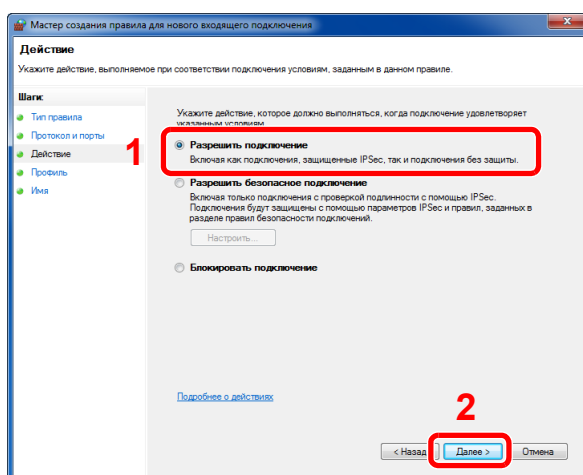 Мастер создания правила для нового входящего подключения
x
Действие
Укажите действие, выполняемое при соответствии подключения условиям, заданным в данном правиле.
Шаги:
Тип правила
Протокол и порты
Действие
Профиль
Имя
Укажите действие, которое должно выполняться, когда подключение удовлетворяет
указанным условиям.
1
Разрешить подключение
Включая как подключения, защищенные IPSec, так и подключения без защиты.
Разрешить безопасное подключение
Включая только подключения с проверкой подлинности с помощью IPSec.
Подключения будут защищены с помощью параметров IPSec и правил, заданных в
разделе правил безопасности подключений.
Настроить...
Блокировать подключение
Подробнее о действиях
2
< Назад Далее > Отмена